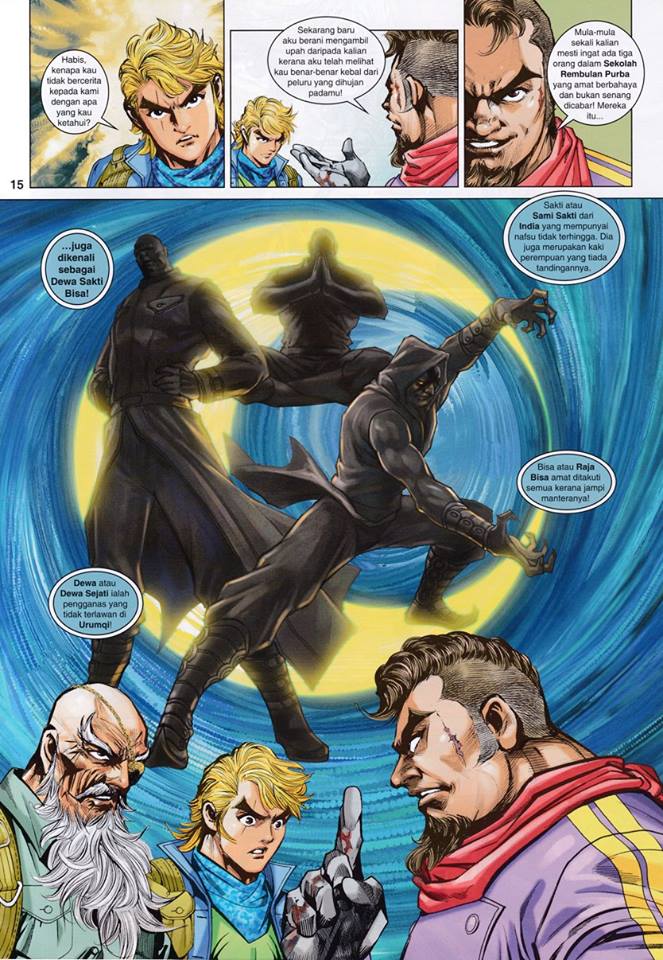 Habis,
kenapa kau
tidak bercerita
kepada kami
dengan apa
yang kau
ketahui?
Sekarang baru
aku berani mengambil
upah daripada kalian
kerana aku telah melihat
kau benar-benar kebal dari
peluru yang dihujan
padamu!
Mula-mula
sekali kalian
mesti ingat ada tiga
orang dalam Sekolah
Rembulan Purba
yang amat berbahaya
dan bukan senang
dicabar! Mereka
itu...
15
...juga
dikenali
sebagai
Dewa Sakti
Bisa!
Sakti atau
Sami Sakti dari
India yang mempunyai
nafsu tidak terhingga. Dia
juga merupakan kaki
perempuan yang tiada
tandingannya.
Bisa atau Raja
Bisa amat ditakuti
semua kerana jampi
manteranya!
Dewa atau
Dewa Sejati ialah
pengganas yang
tidak terlawan di
Urumqi!